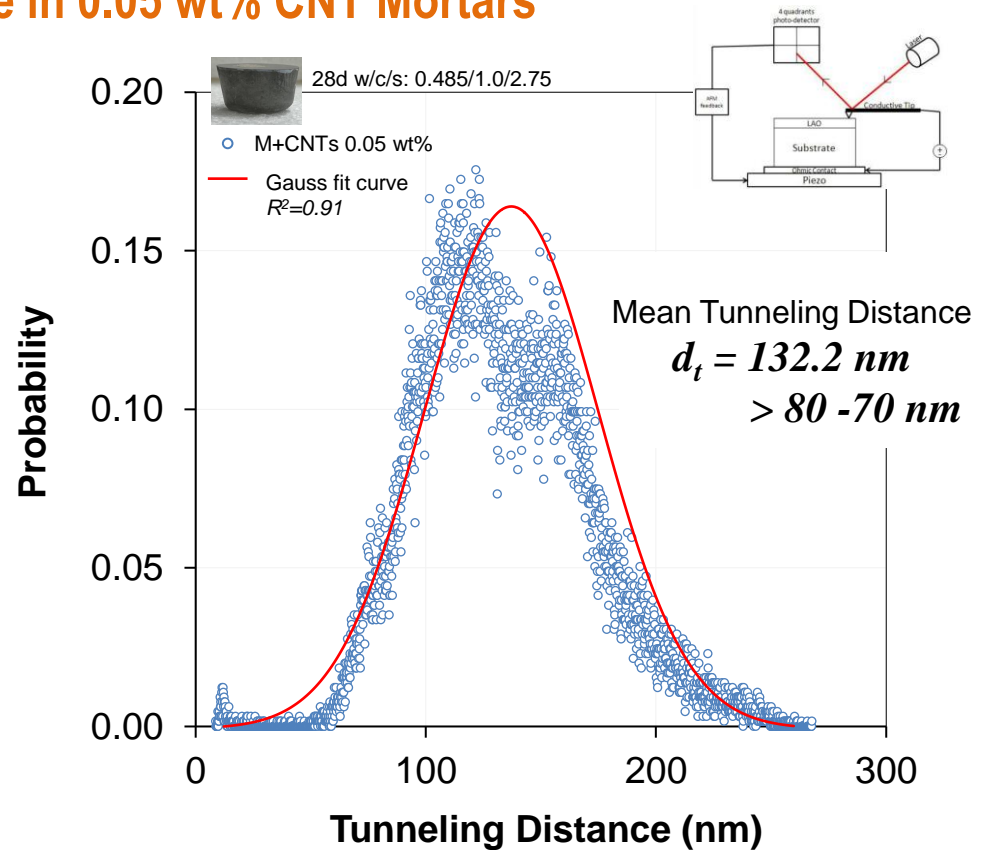 e in 0.05 wt% CNT Mortars
4 quadrants
photo-detector
Laser
AFM
feedback
Conductive Tip
LAO
Substrate
Ohmic Contact
Piezo
+
28d w/c/s: 0.485/1.0/2.75
M+CNTs 0.05 wt%
Gauss fit curve
R²=0.91
Mean Tunneling Distance
dₜ = 132.2 nm
> 80 -70 nm
Probability
0.20
0.15
0.10
0.05
0.00
0 100 200 300
Tunneling Distance (nm)